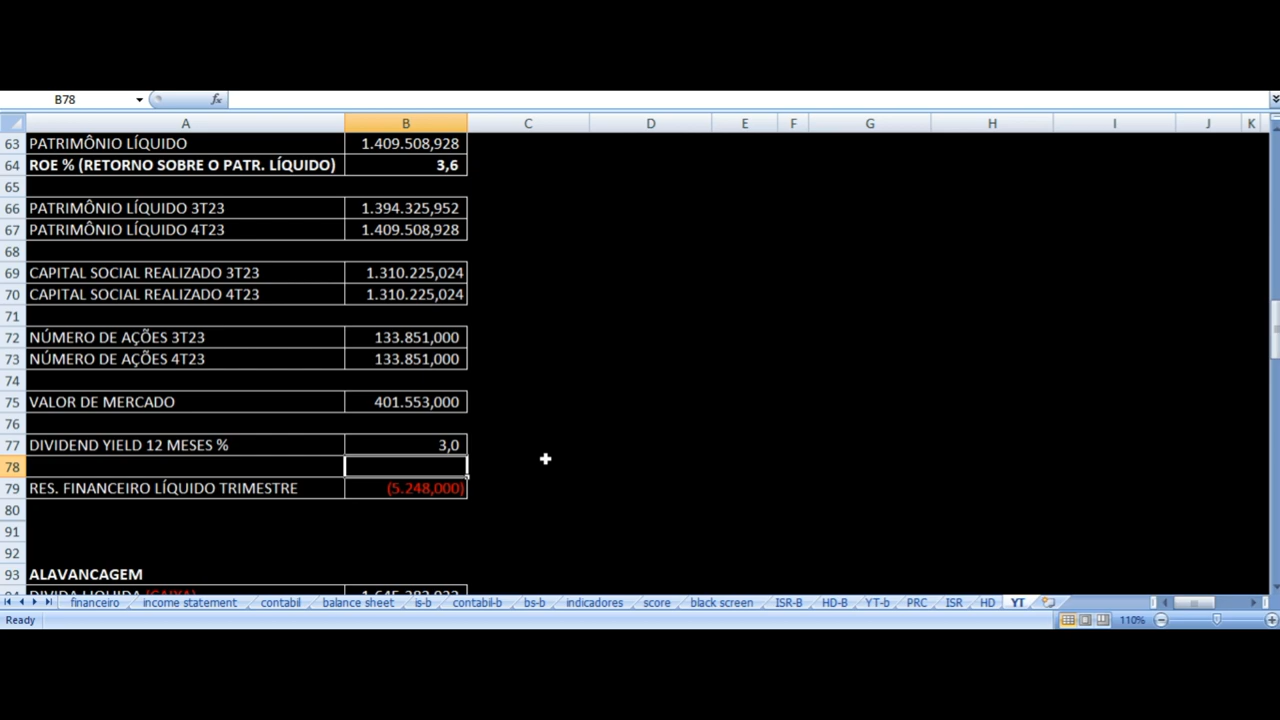 B78 fx
A B C D E F G H I J K
63 PATRIMÔNIO LÍQUIDO 1.409.508,928
64 ROE % (RETORNO SOBRE O PATR. LÍQUIDO) 3,6
65
66 PATRIMÔNIO LÍQUIDO 3T23 1.394.325,952
67 PATRIMÔNIO LÍQUIDO 4T23 1.409.508,928
68
69 CAPITAL SOCIAL REALIZADO 3T23 1.310.225,024
70 CAPITAL SOCIAL REALIZADO 4T23 1.310.225,024
71
72 NÚMERO DE AÇÕES 3T23 133.851,000
73 NÚMERO DE AÇÕES 4T23 133.851,000
74
75 VALOR DE MERCADO 401.553,000
76
77 DIVIDEND YIELD 12 MESES % 3,0
78
79 RES. FINANCEIRO LÍQUIDO TRIMESTRE (5.248,000)
80
91
92
93 ALAVANCAGEM
financeiro income statement contabil balance sheet is-b contabil-b bs-b indicadores score black screen ISR-B HD-B YT-b PRC ISR HD YT
Ready 110%